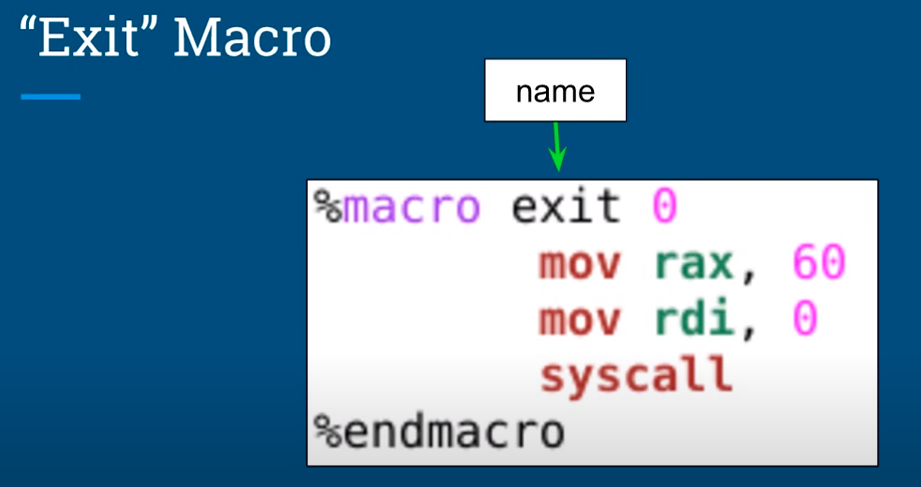 “Exit” Macro
name
%macro exit 0
mov rax, 60
mov rdi, 0
syscall
%endmacro